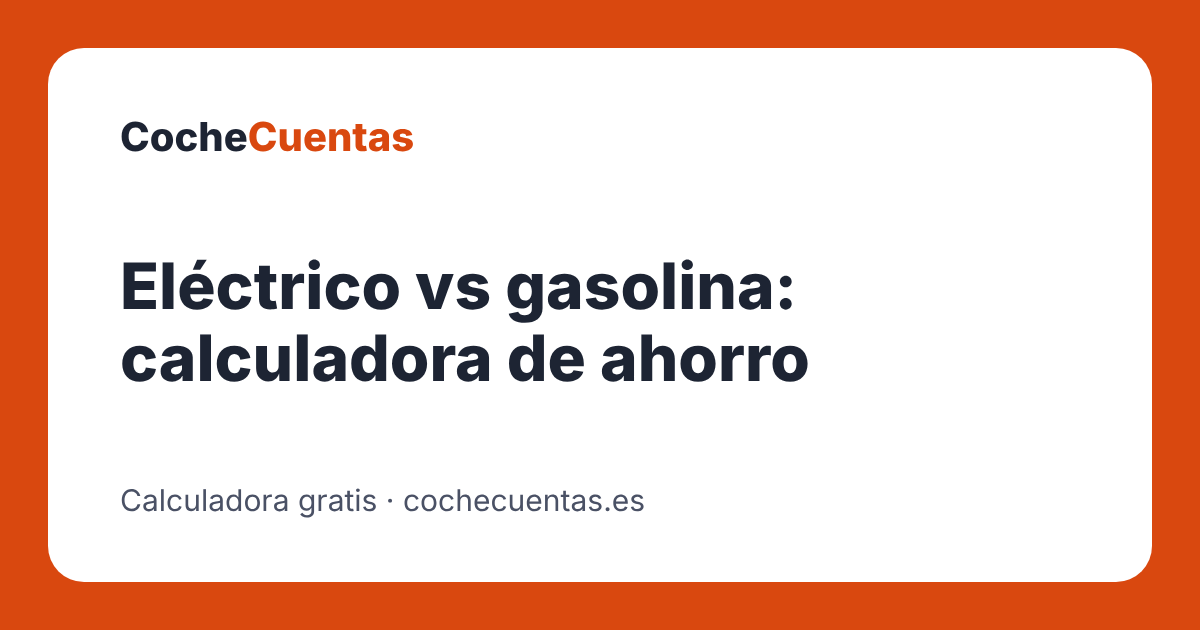 CocheCuentas
Eléctrico vs gasolina:
calculadora de ahorro
Calculadora gratis · cochecuentas.es